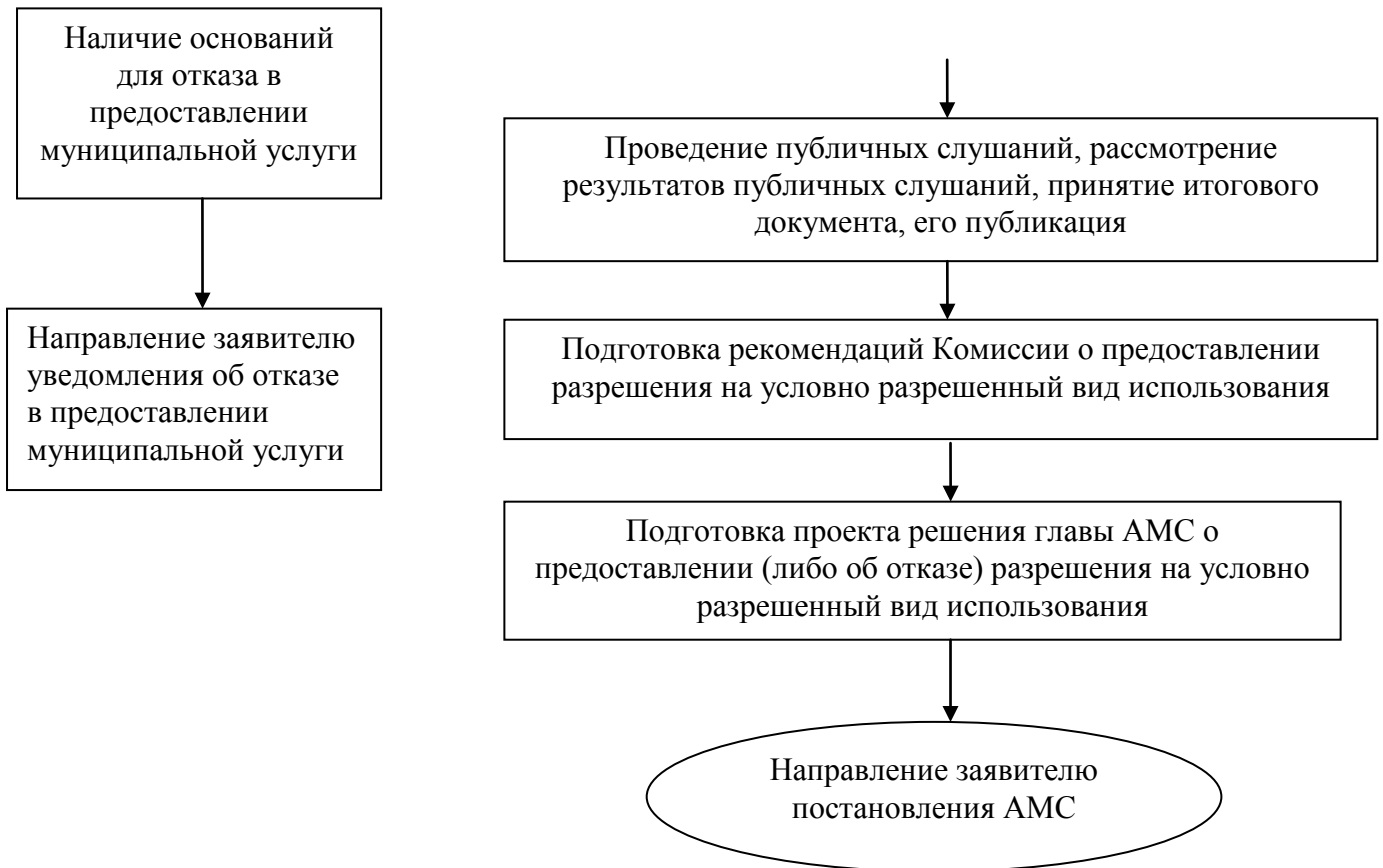 Наличие оснований
для отказа в
предоставлении
муниципальной услуги
Направление заявителю
уведомления об отказе
в предоставлении
муниципальной услуги
Проведение публичных слушаний, рассмотрение
результатов публичных слушаний, принятие итогового
документа, его публикация
Подготовка рекомендаций Комиссии о предоставлении
разрешения на условно разрешенный вид использования
Подготовка проекта решения главы АМС о
предоставлении (либо об отказе) разрешения на условно
разрешенный вид использования
Направление заявителю
постановления АМС